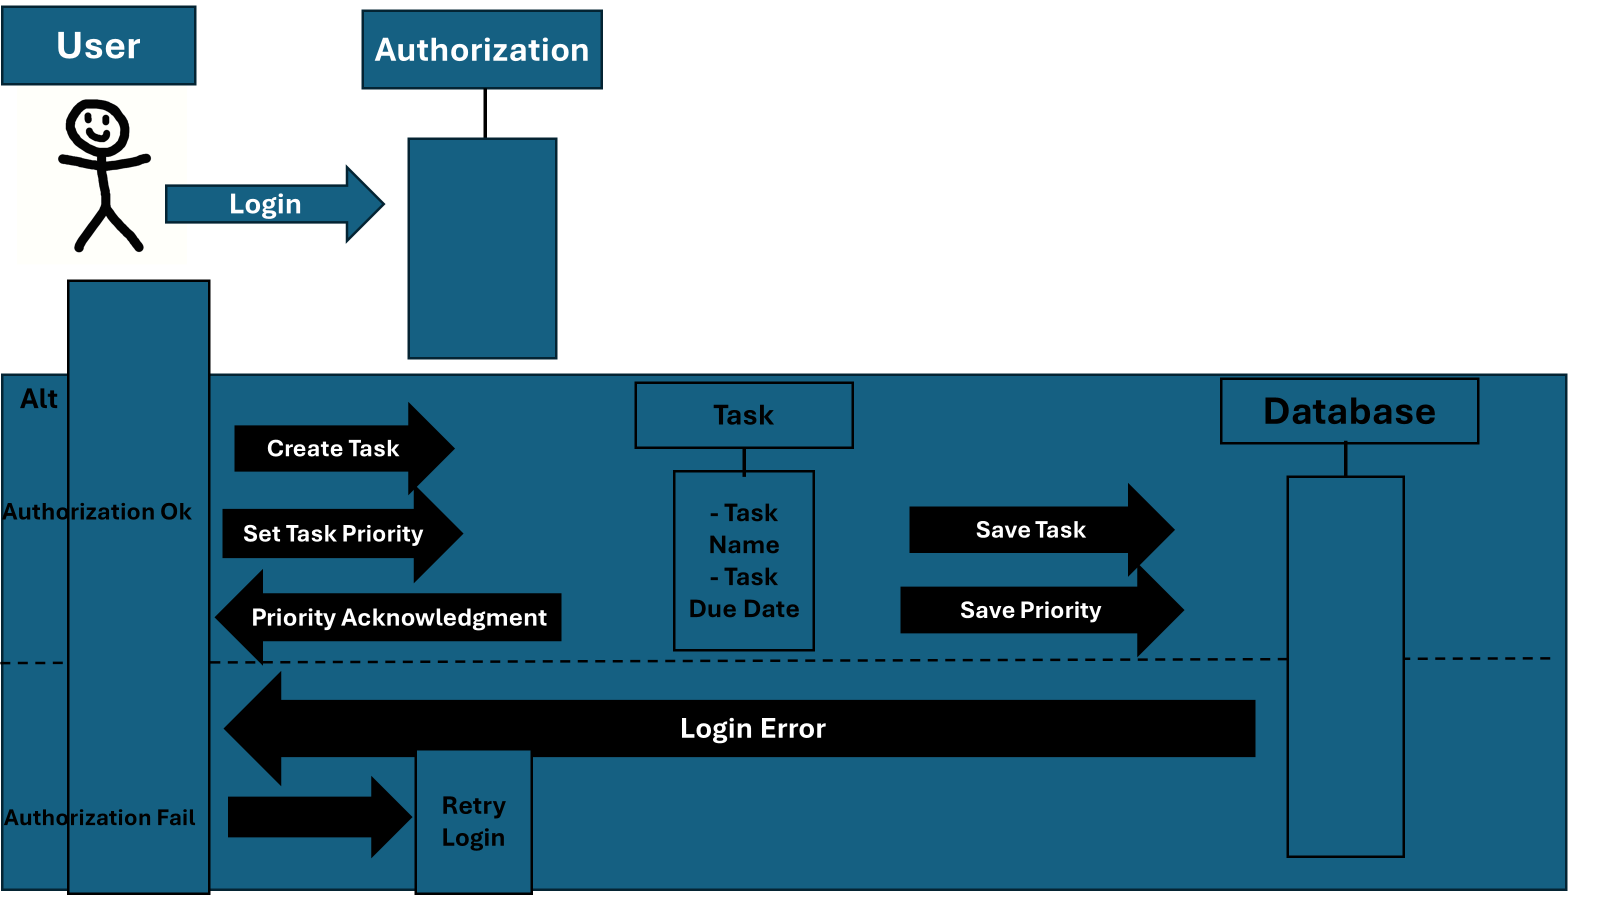 User
Authorization
Login
Alt
Task
Database
Create Task
Authorization Ok
Set Task Priority
- Task
Name
- Task
Due Date
Save Task
Priority Acknowledgment
Save Priority
Login Error
Authorization Fail
Retry
Login